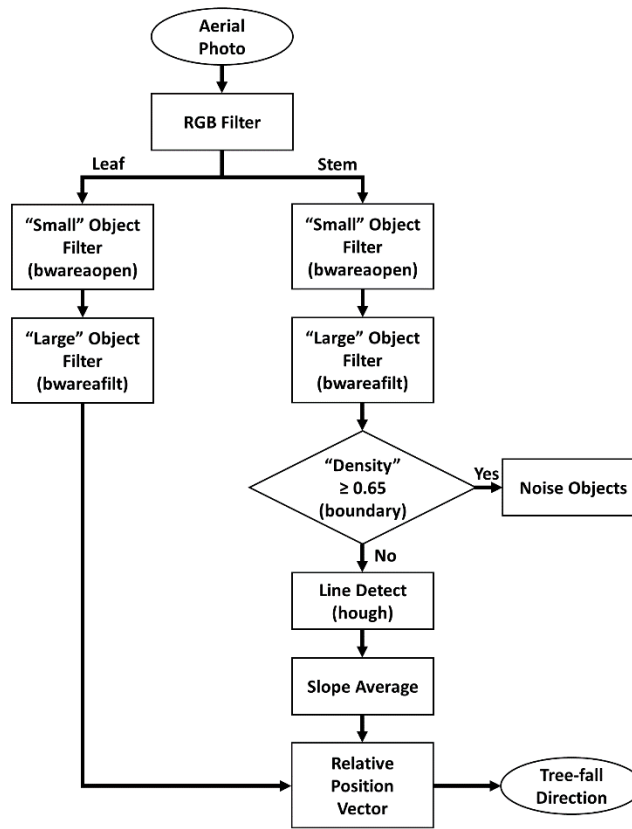 Aerial
Photo
RGB Filter
Leaf
Stem
“Small” Object
Filter
(bwareaopen)
“Small” Object
Filter
(bwareaopen)
“Large” Object
Filter
(bwareafilt)
“Large” Object
Filter
(bwareafilt)
“Density”
≥ 0.65
(boundary)
Yes
Noise Objects
No
Line Detect
(hough)
Slope Average
Relative
Position
Vector
Tree-fall
Direction